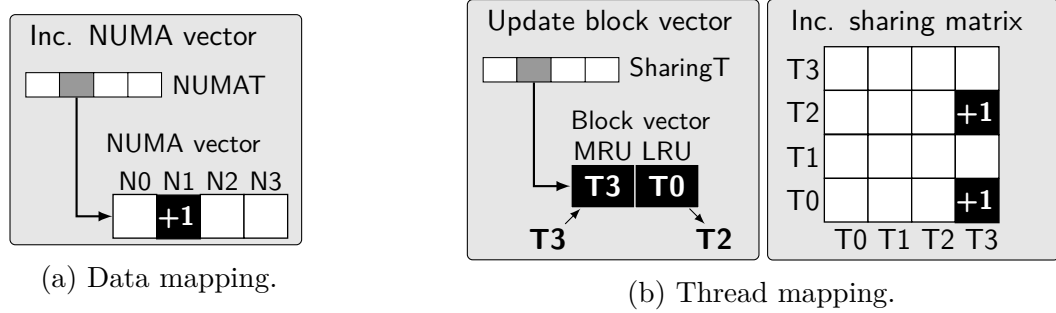 Inc. NUMA vector
NUMAT
NUMA vector
N0 N1 N2 N3
+1
(a) Data mapping.
Update block vector
SharingT
Block vector
MRU LRU
T3 T0
T3 T2
Inc. sharing matrix
T3
T2 +1
T1
T0 +1
T0 T1 T2 T3
(b) Thread mapping.